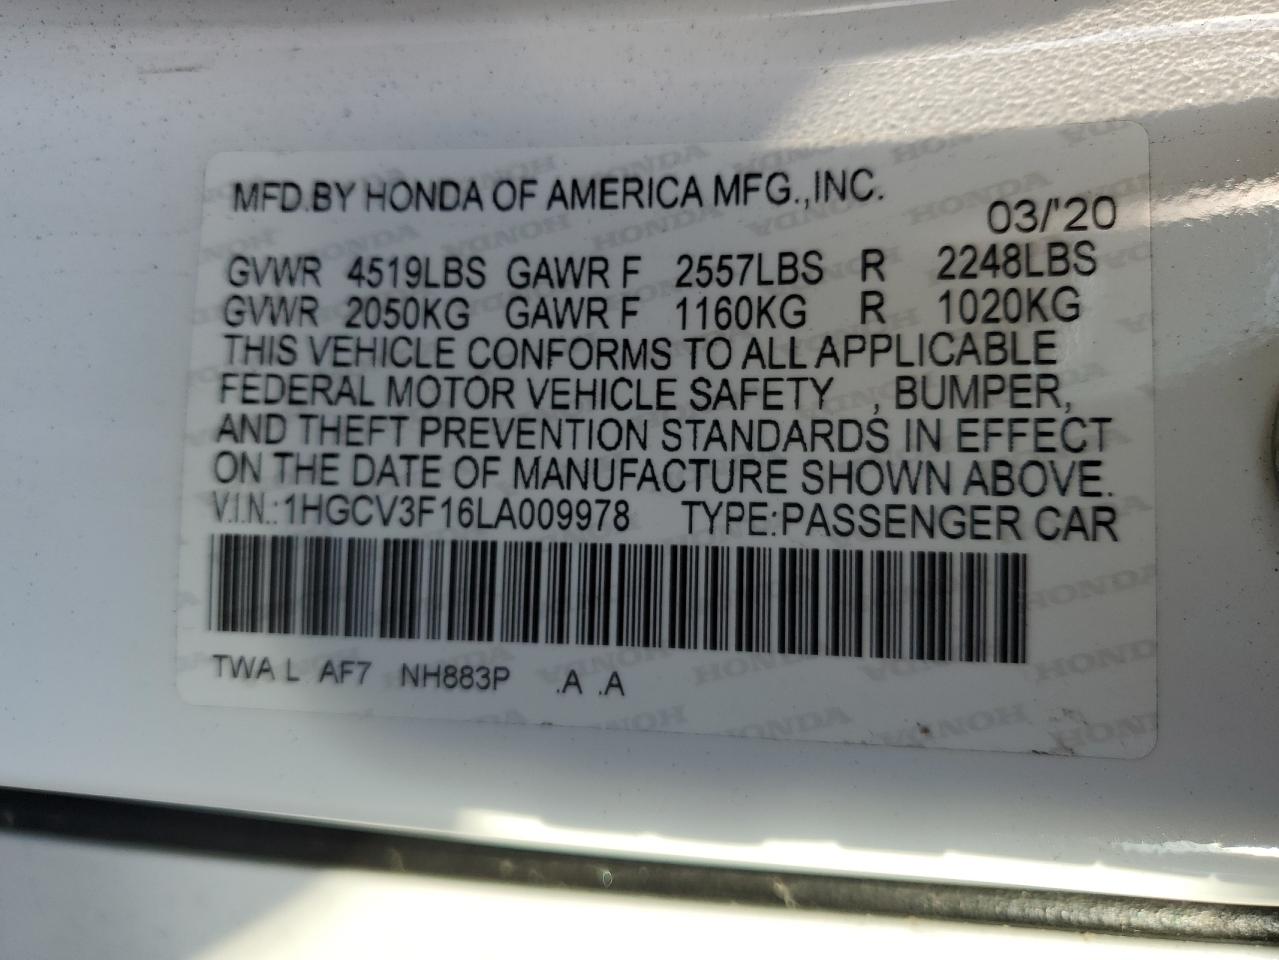 MFD.BY HONDA OF AMERICA MFG.,INC.
03/'20
GVWR 4519LBS GAWR F 2557LBS R 2248LBS
GVWR 2050KG GAWR F 1160KG R 1020KG
THIS VEHICLE CONFORMS TO ALL APPLICABLE
FEDERAL MOTOR VEHICLE SAFETY , BUMPER,
AND THEFT PREVENTION STANDARDS IN EFFECT
ON THE DATE OF MANUFACTURE SHOWN ABOVE.
V.I.N.:1HGCV3F16LA009978 TYPE:PASSENGER CAR
TWA L AF7 NH883P .A .A